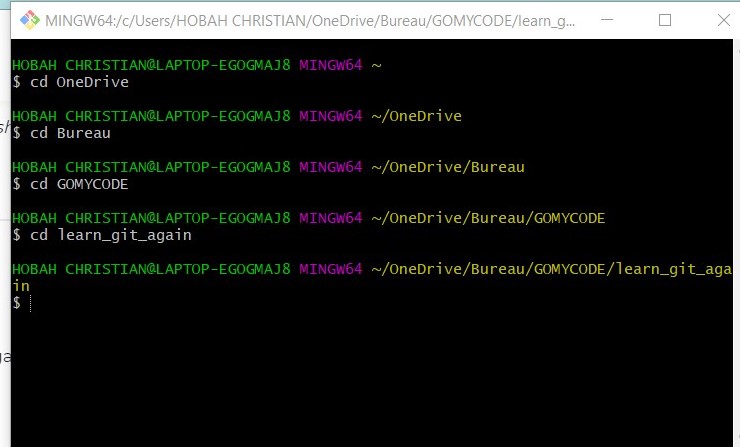 MINGW64:/c/Users/HOBAH CHRISTIAN/OneDrive/Bureau/GOMYCODE/learn_g...
HOBAH CHRISTIAN@LAPTOP-EGOGMAJ8 MINGW64 ~
$ cd OneDrive
HOBAH CHRISTIAN@LAPTOP-EGOGMAJ8 MINGW64 ~/OneDrive
$ cd Bureau
HOBAH CHRISTIAN@LAPTOP-EGOGMAJ8 MINGW64 ~/OneDrive/Bureau
$ cd GOMYCODE
HOBAH CHRISTIAN@LAPTOP-EGOGMAJ8 MINGW64 ~/OneDrive/Bureau/GOMYCODE
$ cd learn_git_again
HOBAH CHRISTIAN@LAPTOP-EGOGMAJ8 MINGW64 ~/OneDrive/Bureau/GOMYCODE/learn_git_aga
in
$